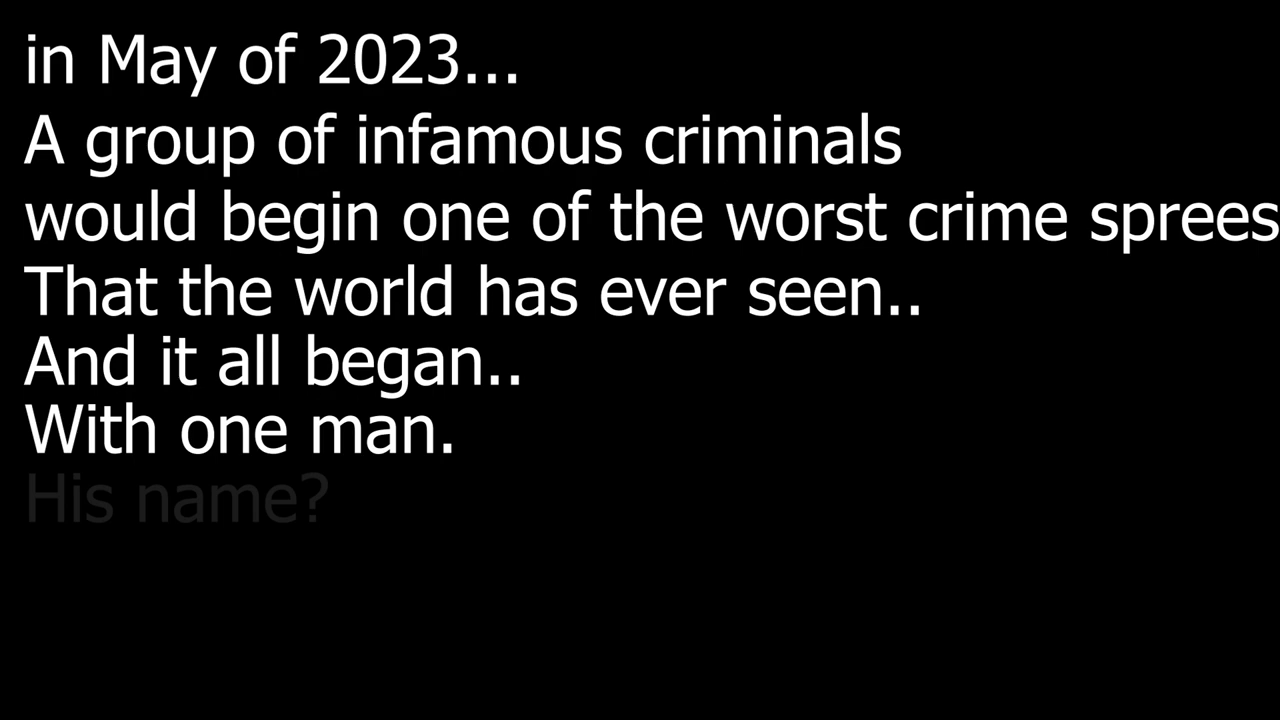 in May of 2023...
A group of infamous criminals
would begin one of the worst crime sprees
That the world has ever seen..
And it all began..
With one man.
His name?